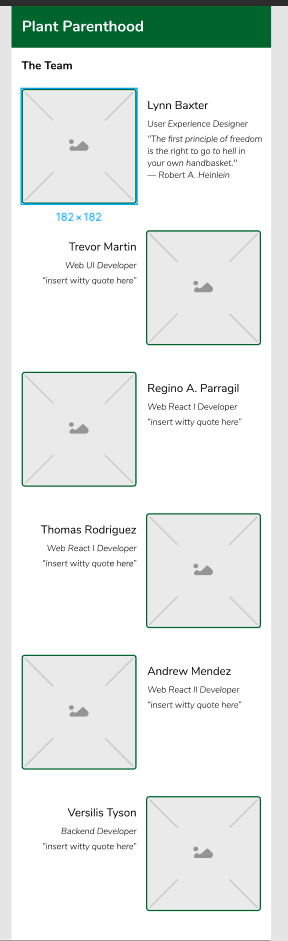 Plant Parenthood
The Team
Lynn Baxter
User Experience Designer
"The first principle of freedom
is the right to go to hell in
your own handbasket."
— Robert A. Heinlein
182 × 182
Trevor Martin
Web UI Developer
"insert witty quote here"
Regino A. Parragil
Web React I Developer
"insert witty quote here"
Thomas Rodriguez
Web React I Developer
"insert witty quote here"
Andrew Mendez
Web React II Developer
"insert witty quote here"
Versilis Tyson
Backend Developer
"insert witty quote here"